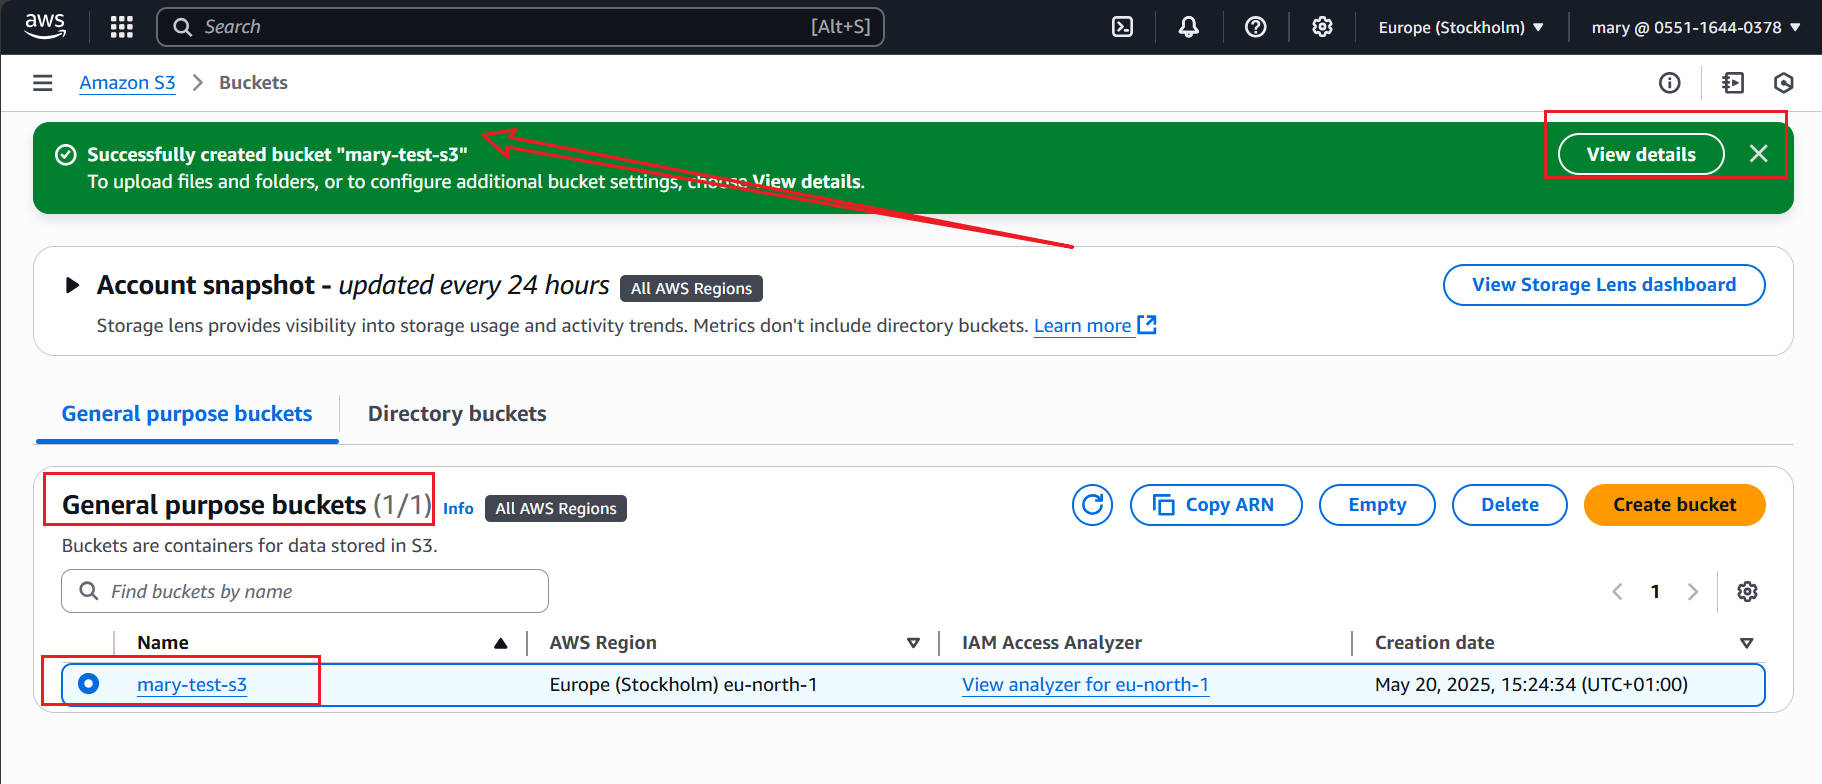 aws
Search [Alt+S] Europe (Stockholm) mary @ 0551-1644-0378
Amazon S3 Buckets
Successfully created bucket "mary-test-s3"
To upload files and folders, or to configure additional bucket settings, choose View details.
View details
Account snapshot - updated every 24 hours All AWS Regions
View Storage Lens dashboard
Storage lens provides visibility into storage usage and activity trends. Metrics don't include directory buckets. Learn more
General purpose buckets Directory buckets
General purpose buckets (1/1) Info All AWS Regions
Copy ARN Empty Delete Create bucket
Buckets are containers for data stored in S3.
Find buckets by name
1
Name AWS Region IAM Access Analyzer Creation date
mary-test-s3 Europe (Stockholm) eu-north-1 View analyzer for eu-north-1 May 20, 2025, 15:24:34 (UTC+01:00)